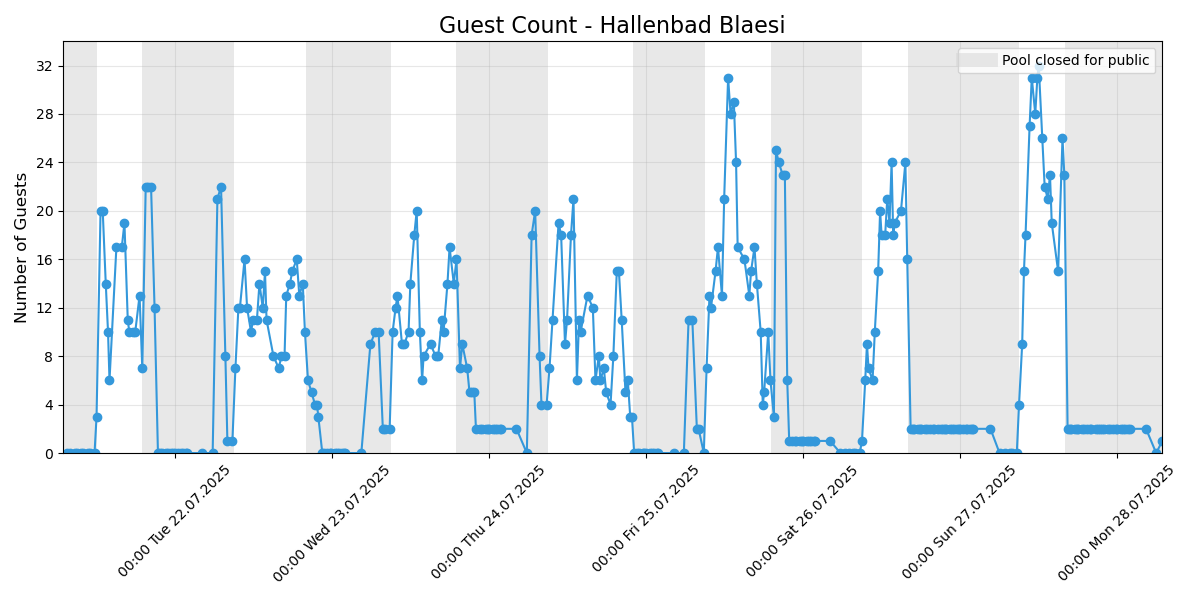 Guest Count - Hallenbad Blaesi
Pool closed for public
Number of Guests
32
28
24
20
16
12
8
4
0
00:00 Tue 22.07.2025
00:00 Wed 23.07.2025
00:00 Thu 24.07.2025
00:00 Fri 25.07.2025
00:00 Sat 26.07.2025
00:00 Sun 27.07.2025
00:00 Mon 28.07.2025